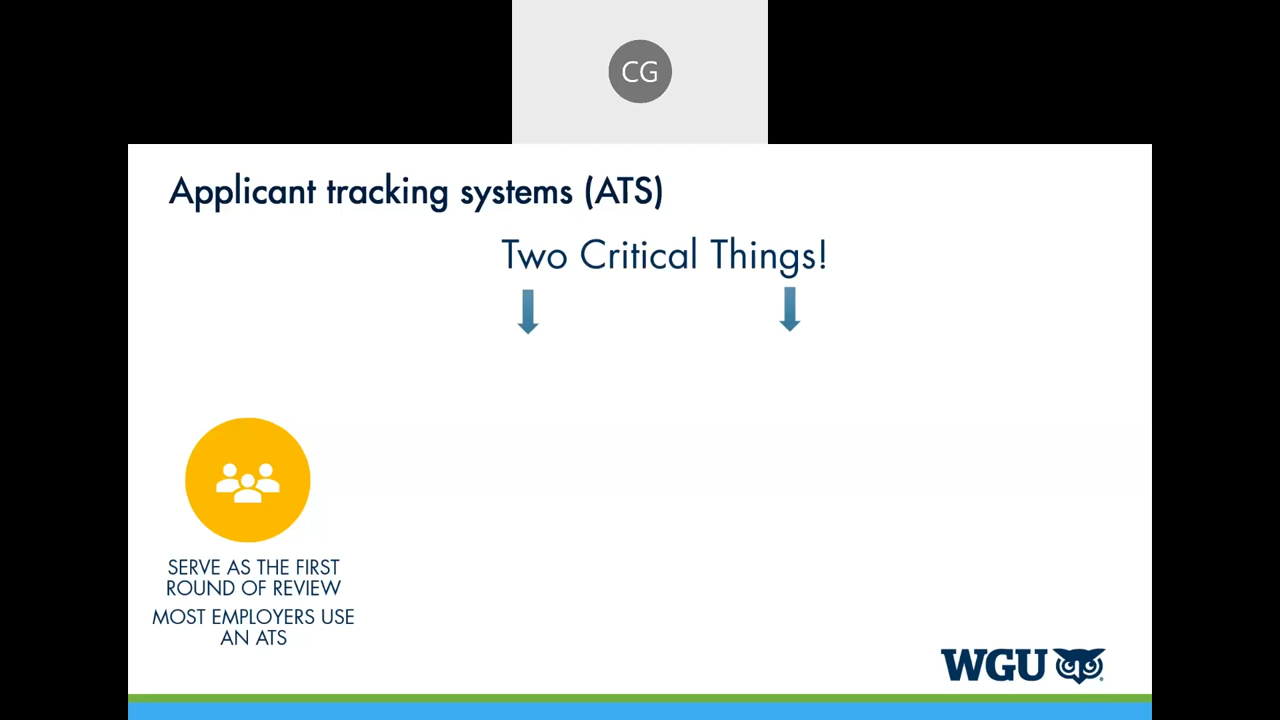 CG
Applicant tracking systems (ATS)
Two Critical Things!
SERVE AS THE FIRST
ROUND OF REVIEW
MOST EMPLOYERS USE
AN ATS
WGU